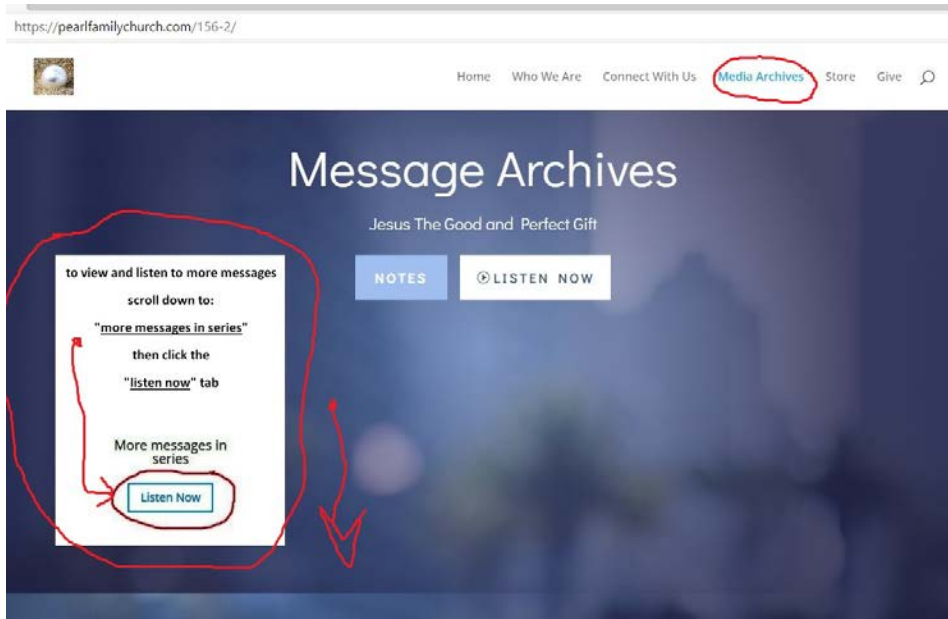 https://pearlfamilychurch.com/156-2/
Home Who We Are Connect With Us Media Archives Store Give
Message Archives
Jesus The Good and Perfect Gift
NOTES LISTEN NOW
to view and listen to more messages
scroll down to:
"more messages in series"
then click the
"listen now" tab
More messages in
series
Listen Now